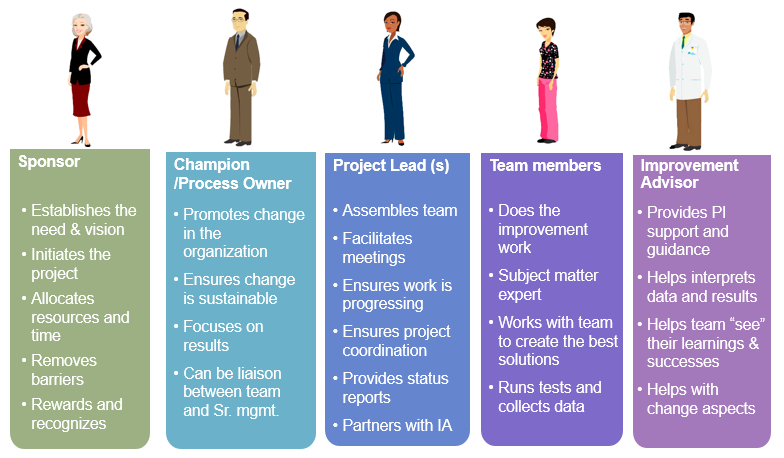 Sponsor
• Establishes the
need & vision
• Initiates the
project
• Allocates
resources and
time
• Removes
barriers
• Rewards and
recognizes
Champion
/Process Owner
• Promotes change
in the
organization
• Ensures change
is sustainable
• Focuses on
results
• Can be liaison
between team
and Sr. mgmt.
Project Lead (s)
• Assembles team
• Facilitates
meetings
• Ensures work is
progressing
• Ensures project
coordination
• Provides status
reports
• Partners with IA
Team members
• Does the
improvement
work
• Subject matter
expert
• Works with team
to create the best
solutions
• Runs tests and
collects data
Improvement
Advisor
• Provides PI
support and
guidance
• Helps interprets
data and results
• Helps team “see”
their learnings &
successes
• Helps with
change aspects